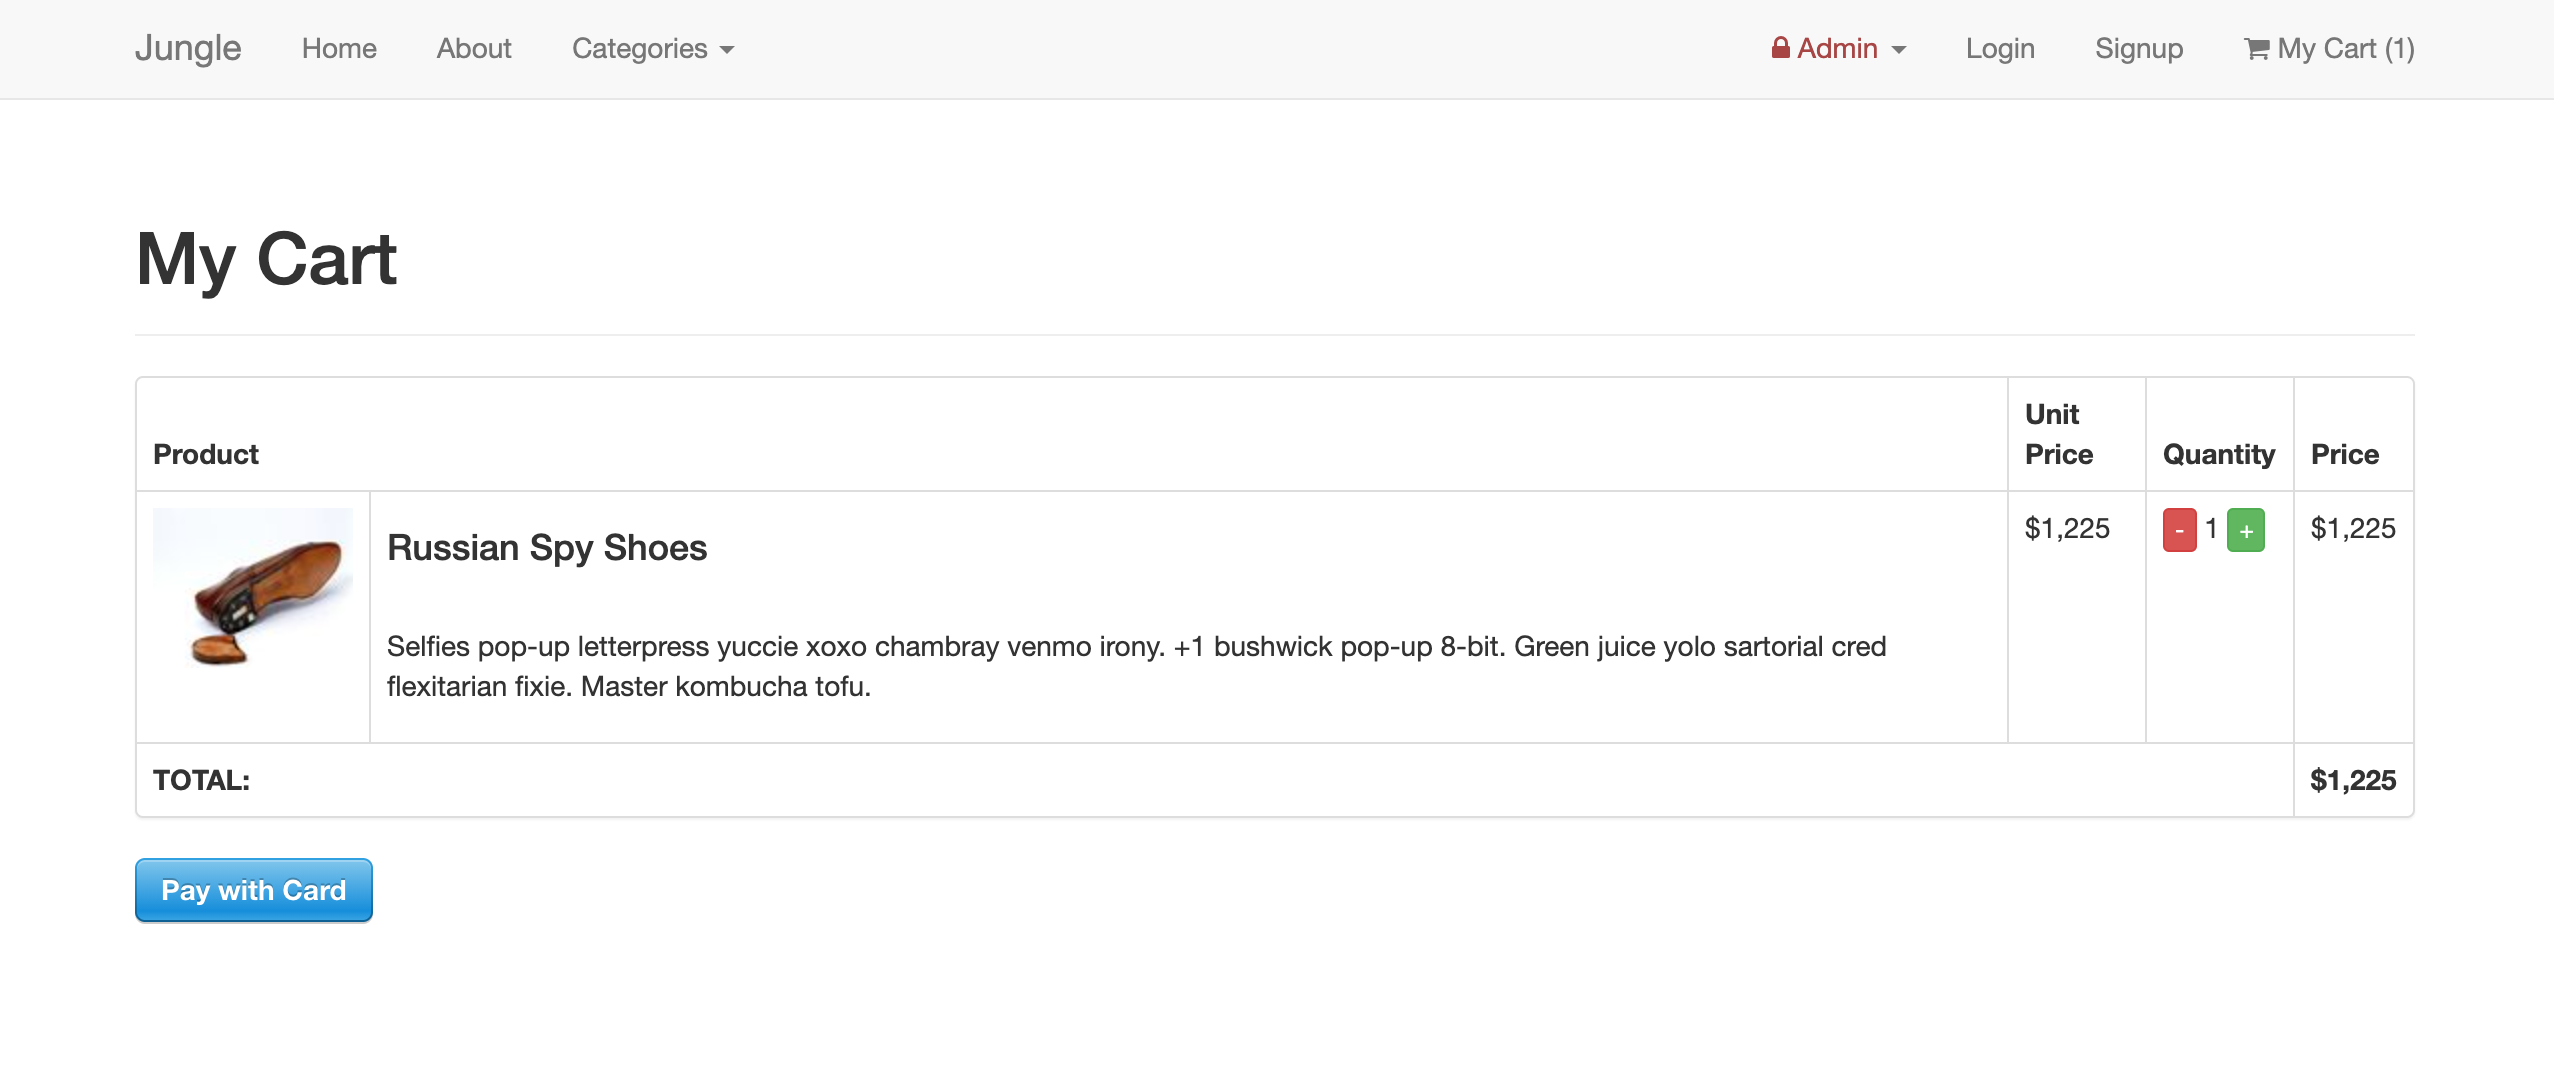 Jungle Home About Categories Admin Login Signup My Cart (1)
My Cart
Product Unit Price Quantity Price
Russian Spy Shoes $1,225 - 1 + $1,225
Selfies pop-up letterpress yuccie xoxo chambray venmo irony. +1 bushwick pop-up 8-bit. Green juice yolo sartorial cred
flexitarian fixie. Master kombucha tofu.
TOTAL: $1,225
Pay with Card